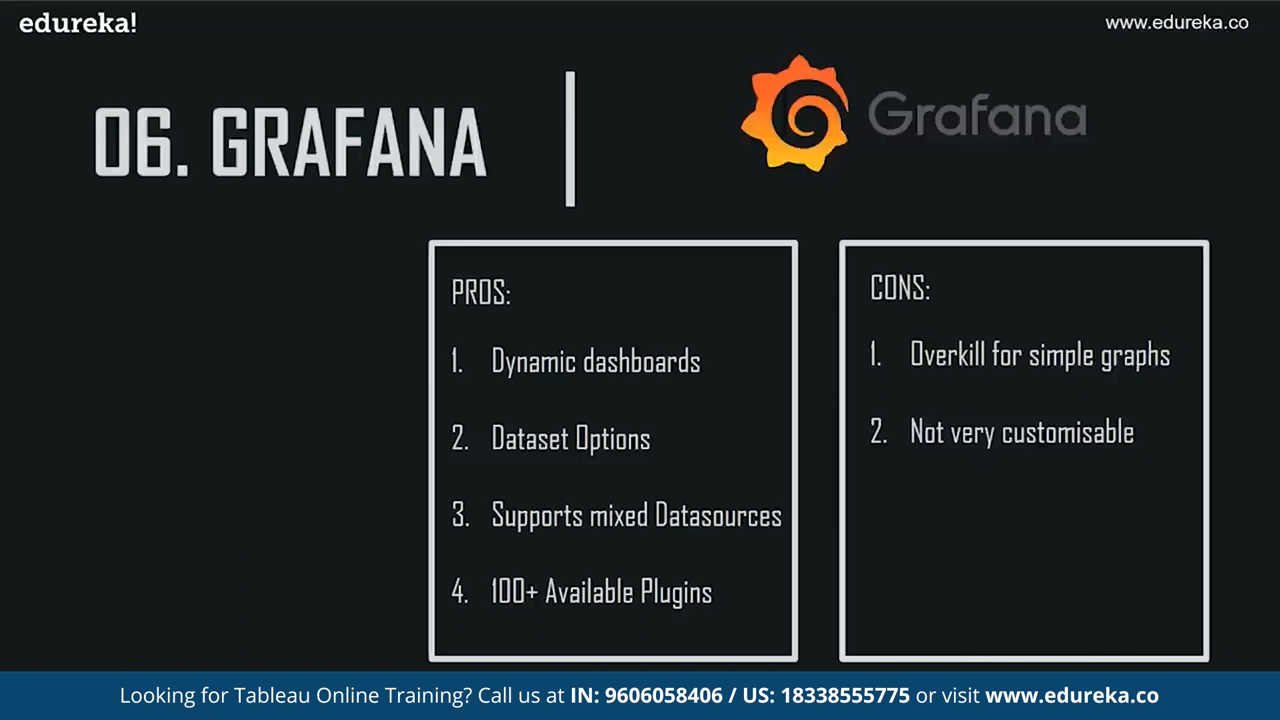 edureka!
www.edureka.co
06. GRAFANA
Grafana
PROS:
1. Dynamic dashboards
2. Dataset Options
3. Supports mixed Datasources
4. 100+ Available Plugins
CONS:
1. Overkill for simple graphs
2. Not very customisable
Looking for Tableau Online Training? Call us at IN: 9606058406 / US: 18338555775 or visit www.edureka.co